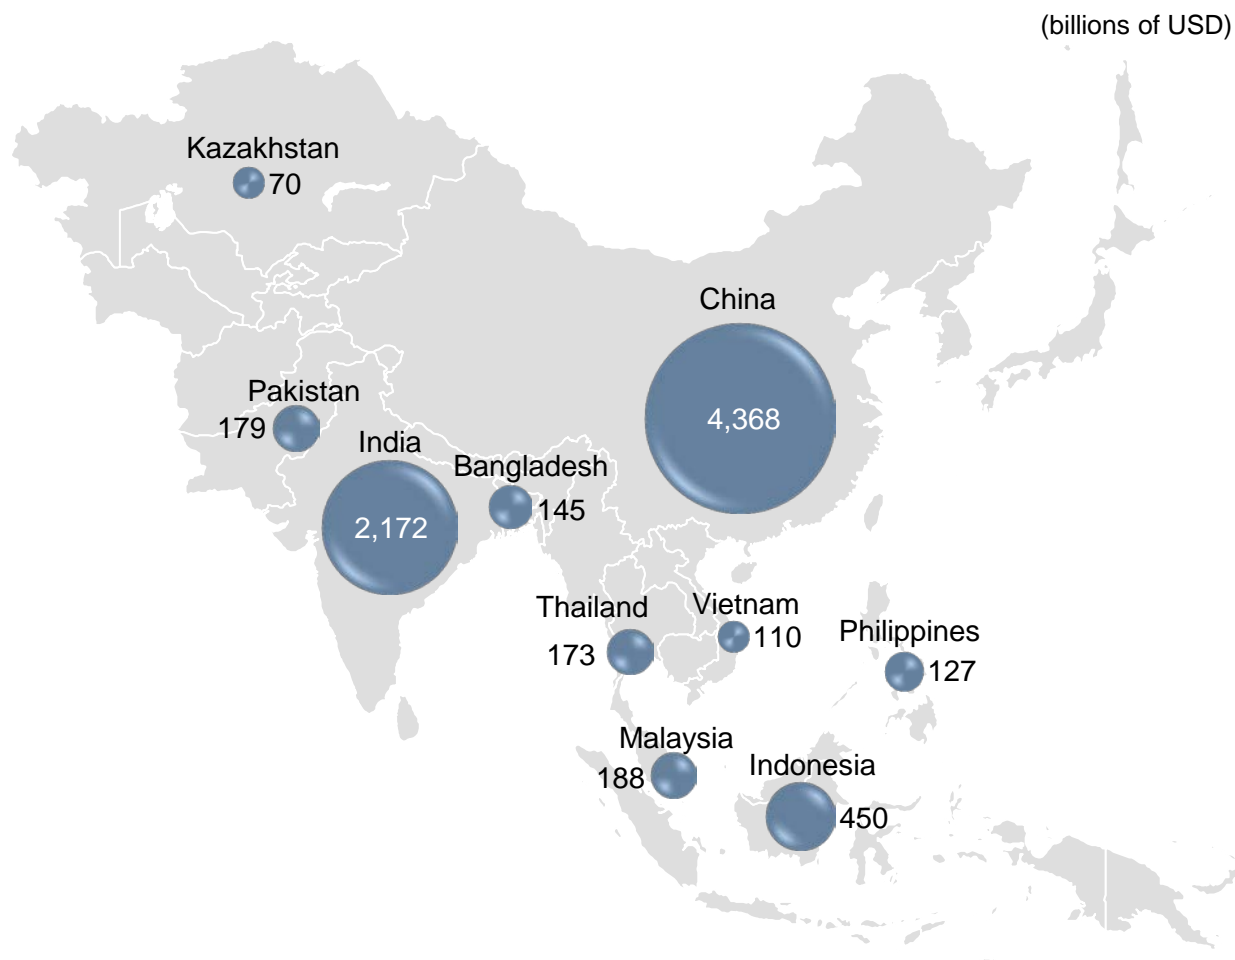 (billions of USD)
Kazakhstan
70
China
4,368
Pakistan
179
India
2,172
Bangladesh
145
Thailand
173
Vietnam
110
Philippines
127
Malaysia
188
Indonesia
450